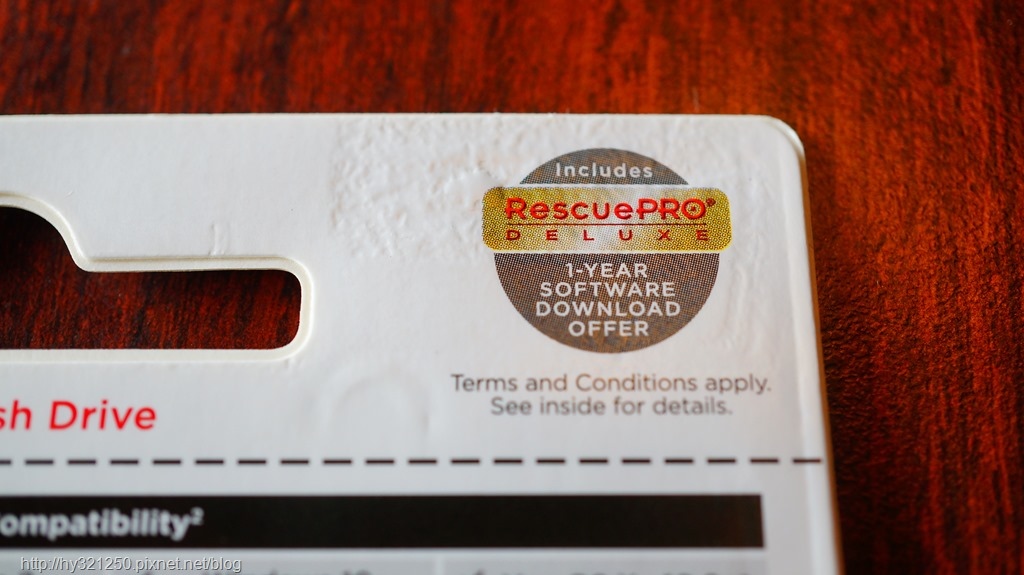 Includes
RescuePRO®
DELUXE
1-YEAR
SOFTWARE
DOWNLOAD
OFFER
Terms and Conditions apply.
See inside for details.
sh Drive
ompatibility²
http://hy321250.pixnet.net/blog